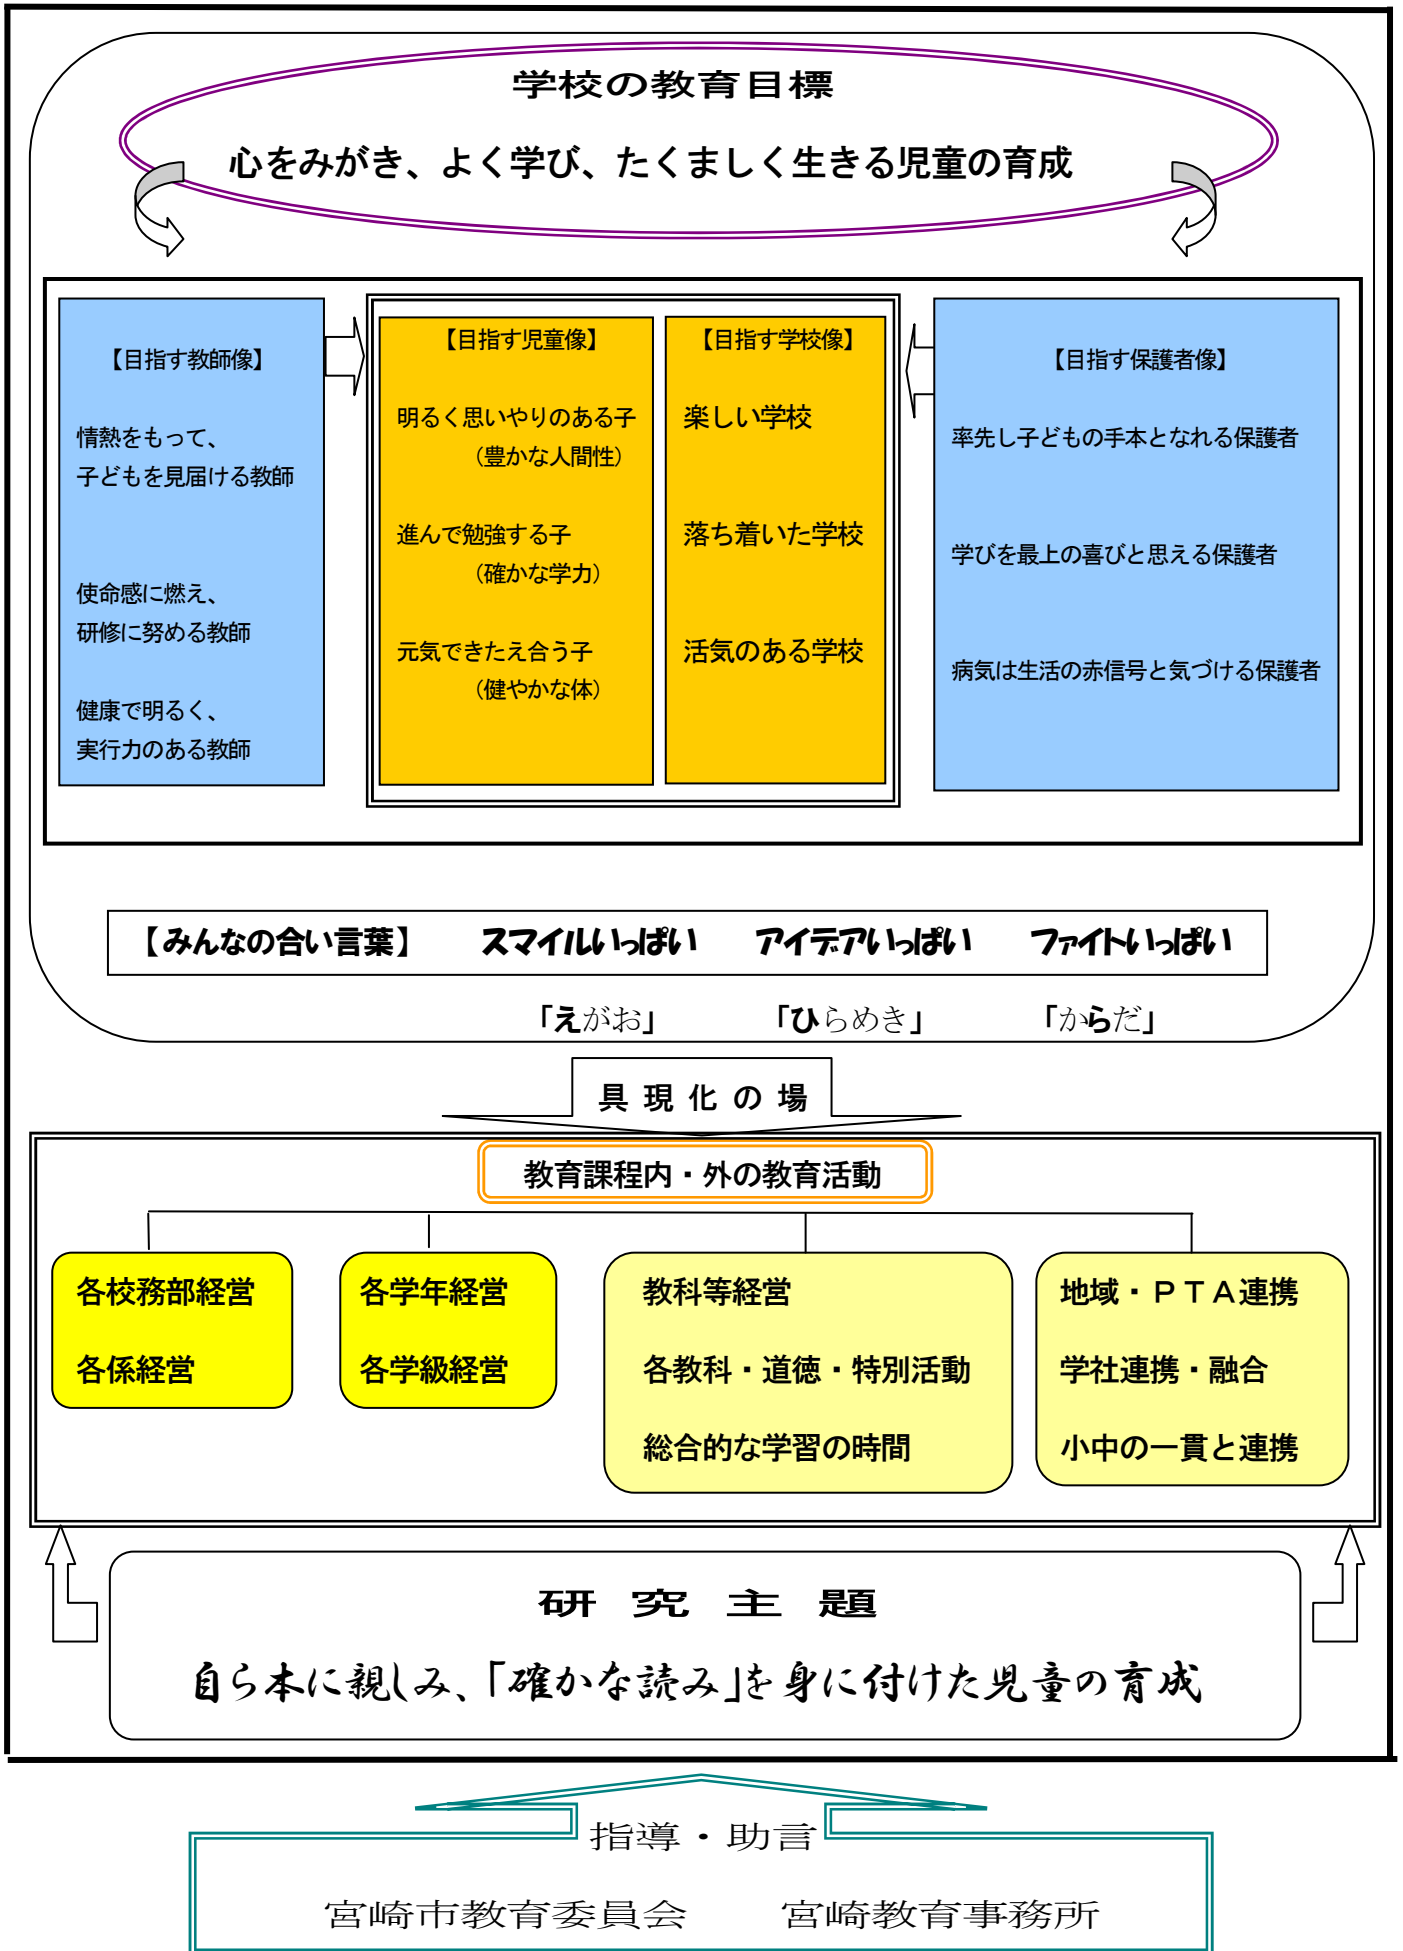 学校の教育目標
心をみがき、よく学び、たくましく生きる児童の育成
【目指す教師像】
情熱をもって、
子どもを見届ける教師
使命感に燃え、
研修に努める教師
健康で明るく、
実行力のある教師
【目指す児童像】
明るく思いやりのある子
（豊かな人間性）
進んで勉強する子
（確かな学力）
元気できたえ合う子
（健やかな体）
【目指す学校像】
楽しい学校
落ち着いた学校
活気のある学校
【目指す保護者像】
率先し子どもの手本となれる保護者
学びを最上の喜びと思える保護者
病気は生活の赤信号と気づける保護者
【みんなの合い言葉】 スマイルいっぱい アイデアいっぱい ファイトいっぱい
「えがお」 「ひらめき」 「からだ」
具現化の場
教育課程内・外の教育活動
各校務部経営
各係経営
各学年経営
各学級経営
教科等経営
各教科・道徳・特別活動
総合的な学習の時間
地域・ＰＴＡ連携
学社連携・融合
小中の一貫と連携
研究主題
自ら本に親しみ、「確かな読み」を身に付けた児童の育成
指導・助言
宮崎市教育委員会 宮崎教育事務所